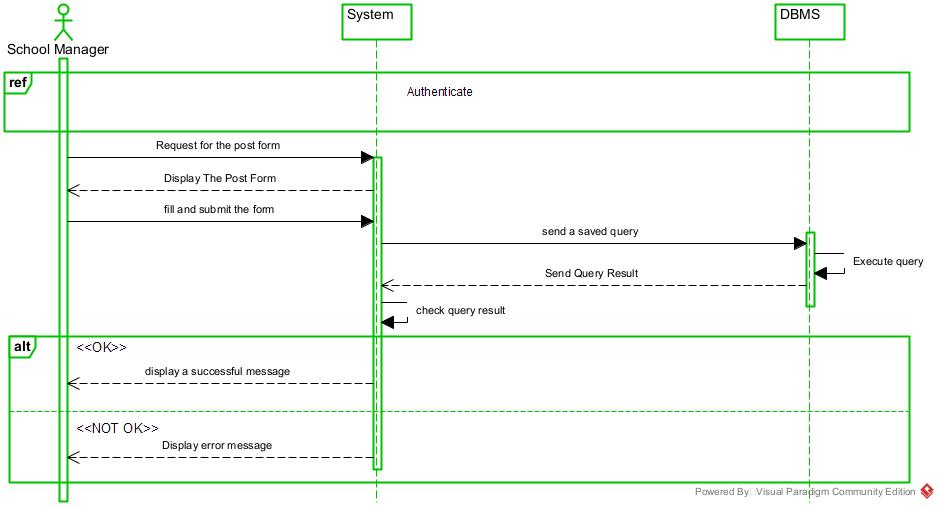 System
DBMS
School Manager
ref
Authenticate
Request for the post form
Display The Post Form
fill and submit the form
send a saved query
Execute query
Send Query Result
check query result
alt
<<OK>>
display a successful message
<<NOT OK>>
Display error message
Powered By Visual Paradigm Community Edition